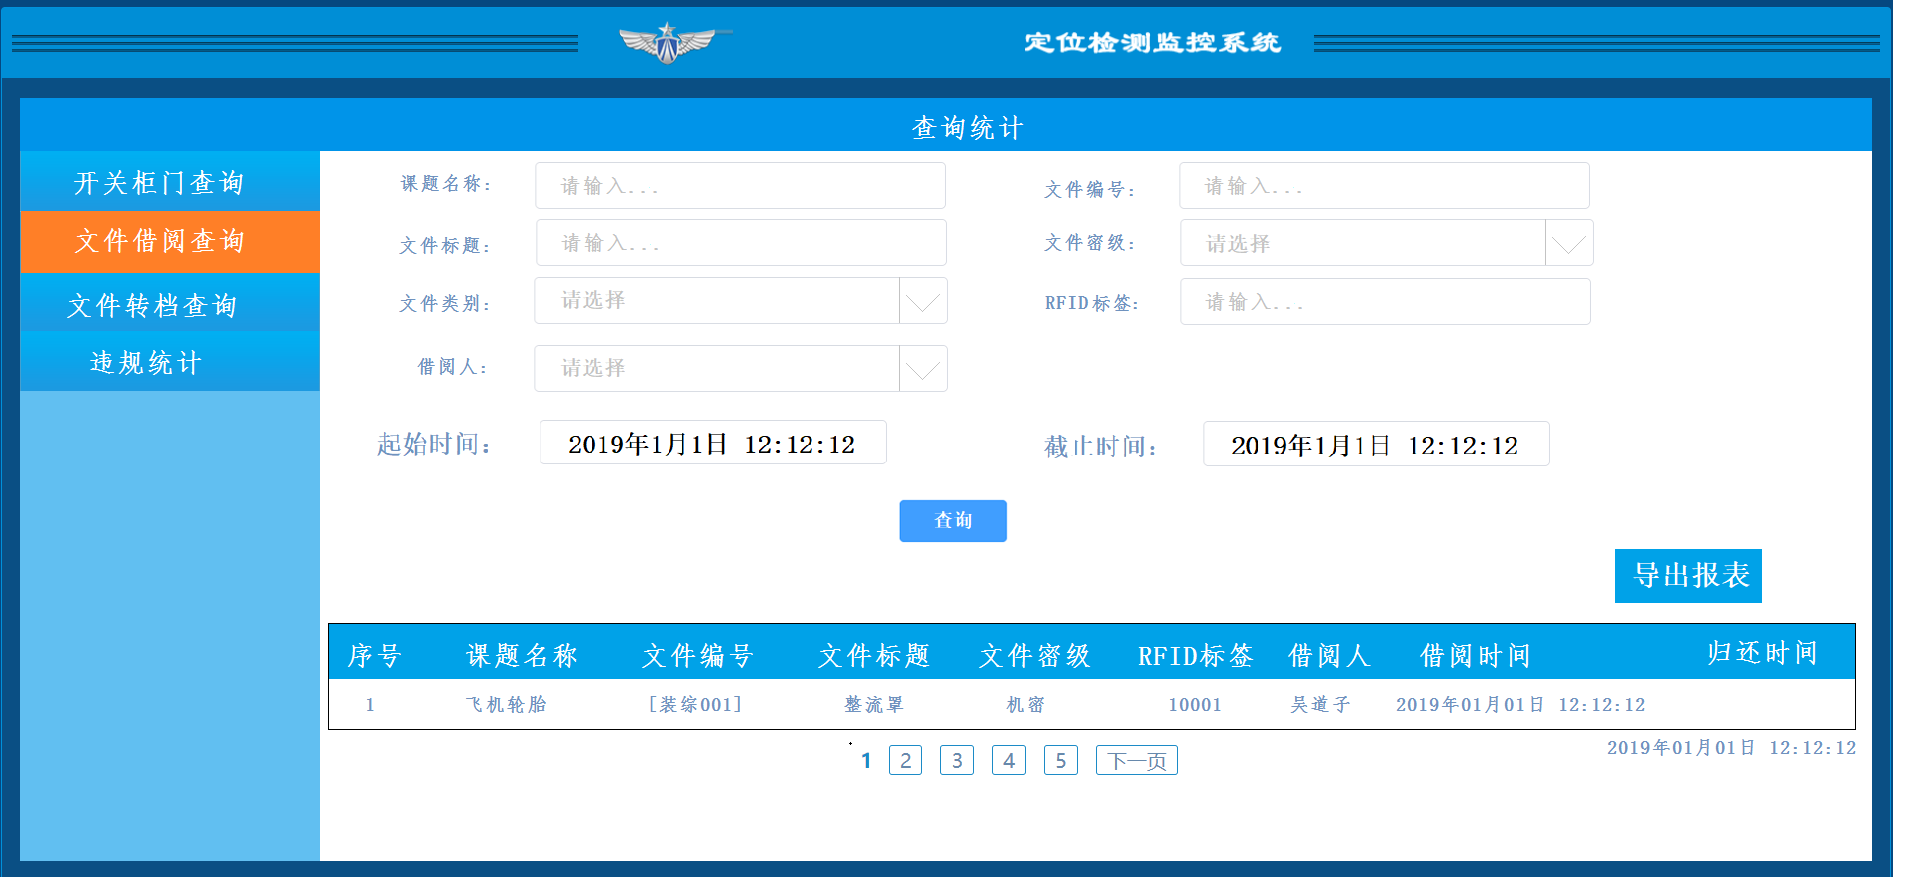 定位检测监控系统
查询统计
开关柜门查询
文件借阅查询
文件转档查询
违规统计
课题名称： 请输入... 文件编号： 请输入...
文件标题： 请输入... 文件密级： 请选择
文件类别： 请选择 RFID标签： 请输入...
借阅人： 请选择
起始时间： 2019年1月1日 12:12:12 截止时间： 2019年1月1日 12:12:12
查询
导出报表
序号 课题名称 文件编号 文件标题 文件密级 RFID标签 借阅人 借阅时间 归还时间
1 飞机轮胎 [装综001] 整流罩 机密 10001 吴道子 2019年01月01日 12:12:12
2019年01月01日 12:12:12
1 2 3 4 5 下一页